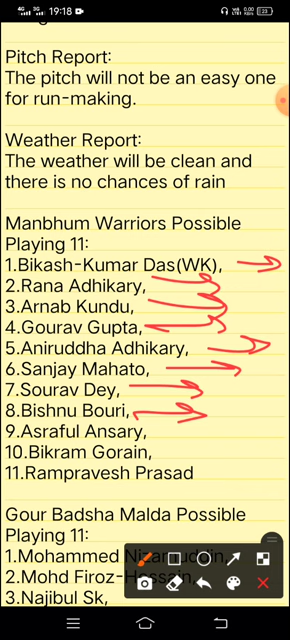 19:18
Pitch Report:
The pitch will not be an easy one
for run-making.
Weather Report:
The weather will be clean and
there is no chances of rain
Manbhum Warriors Possible
Playing 11:
1.Bikash-Kumar Das(WK),
2.Rana Adhikary,
3.Arnab Kundu,
4.Gourav Gupta,
5.Aniruddha Adhikary,
6.Sanjay Mahato,
7.Sourav Dey,
8.Bishnu Bouri,
9.Asraful Ansary,
10.Bikram Gorain,
11.Rampravesh Prasad
Gour Badsha Malda Possible
Playing 11:
1.Mohammed Nizamuddin,
2.Mohd Firoz-Hossain,
3.Najibul Sk,